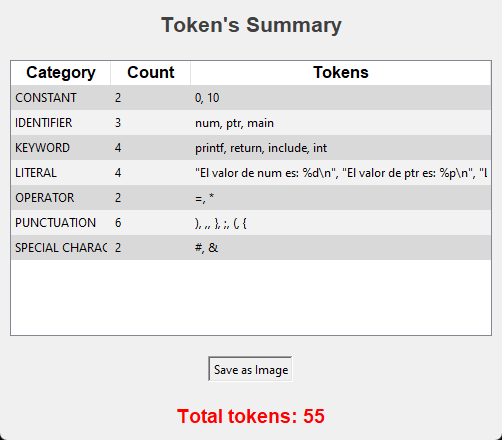 Token's Summary
Category Count Tokens
CONSTANT 2 0, 10
IDENTIFIER 3 num, ptr, main
KEYWORD 4 printf, return, include, int
LITERAL 4 "El valor de num es: %d\n", "El valor de ptr es: %p\n", "L
OPERATOR 2 =, *
PUNCTUATION 6 ), ,, }, ;, (, {
SPECIAL CHARAC 2 #, &
Save as Image
Total tokens: 55